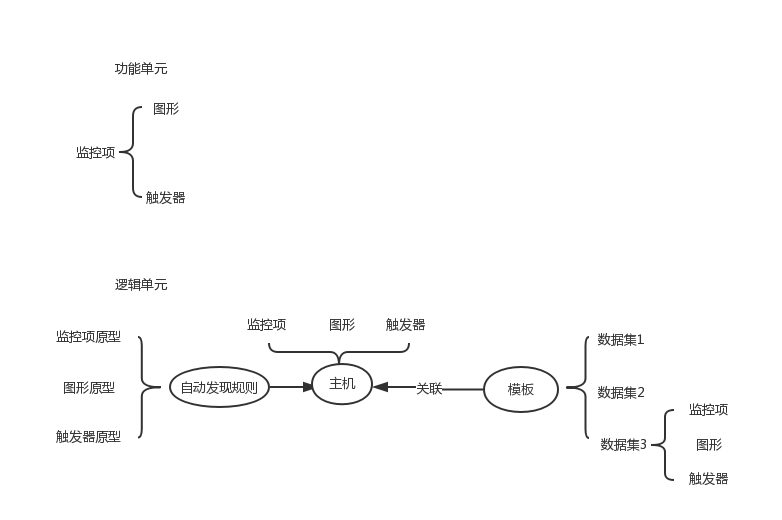 功能单元
图形
监控项
触发器
逻辑单元
监控项 图形 触发器
监控项原型
图形原型
触发器原型
自动发现规则
主机
关联
模板
数据集1
数据集2
数据集3
监控项
图形
触发器